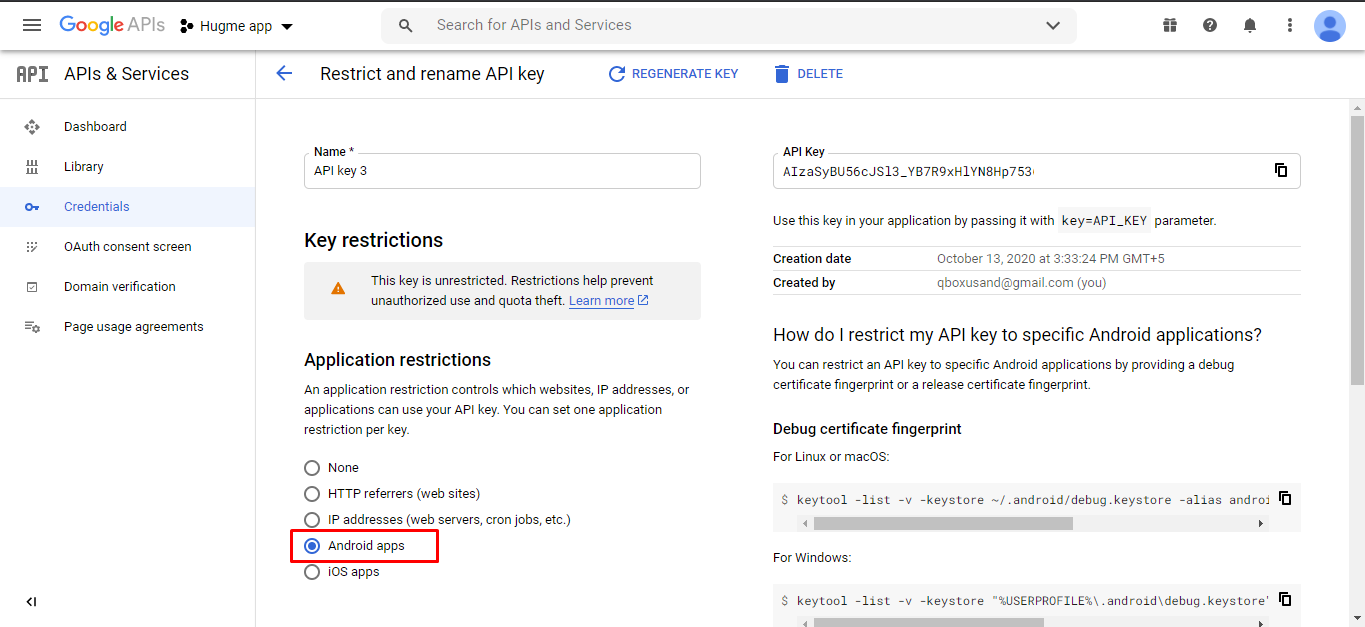 Google APIs
Hugme app
Search for APIs and Services
API APIs & Services
Restrict and rename API key
REGENERATE KEY
DELETE
Dashboard
Library
Credentials
OAuth consent screen
Domain verification
Page usage agreements
Name *
API key 3
Key restrictions
This key is unrestricted. Restrictions help prevent
unauthorized use and quota theft. Learn more
Application restrictions
An application restriction controls which websites, IP addresses, or
applications can use your API key. You can set one application
restriction per key.
None
HTTP referrers (web sites)
IP addresses (web servers, cron jobs, etc.)
Android apps
iOS apps
API Key
AIzaSyBU56cJSl3_YB7R9xHlYN8Hp753
Use this key in your application by passing it with key=API_KEY parameter.
Creation date October 13, 2020 at 3:33:24 PM GMT+5
Created by qboxusand@gmail.com (you)
How do I restrict my API key to specific Android applications?
You can restrict an API key to specific Android applications by providing a debug
certificate fingerprint or a release certificate fingerprint.
Debug certificate fingerprint
For Linux or macOS:
$ keytool -list -v -keystore ~/.android/debug.keystore -alias androi
For Windows:
$ keytool -list -v -keystore "%USERPROFILE%\.android\debug.keystore"